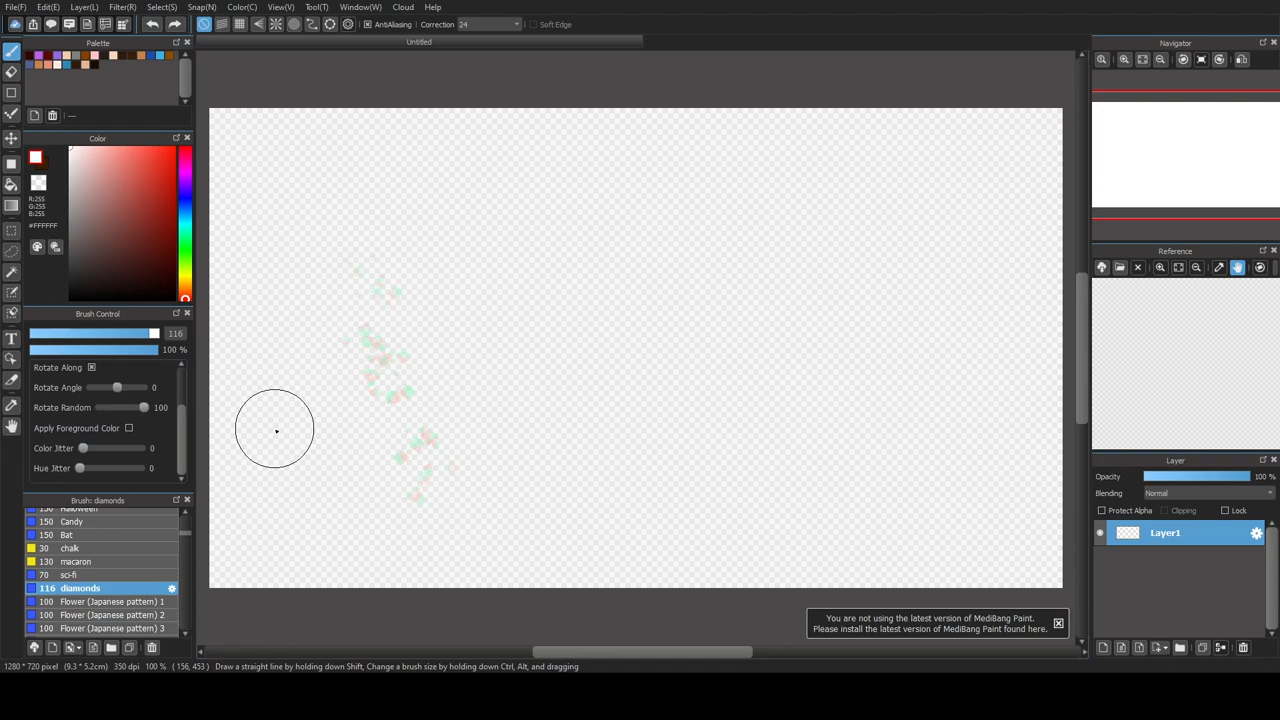 File(F) Edit(E) Layer(L) Filter(R) Select(S) Snap(N) Color(C) View(V) Tool(T) Window(W) Cloud Help
AntiAliasing Correction 24 Soft Edge
Palette
Untitled
Navigator
---
Color
R:255
G:255
B:255
#FFFFFF
Reference
Brush Control
116
100 %
Rotate Along
Rotate Angle 0
Rotate Random 100
Apply Foreground Color
Color Jitter 0
Hue Jitter 0
Layer
Opacity 100 %
Blending Normal
Protect Alpha Clipping Lock
Layer1
Brush: diamonds
150 Halloween
150 Candy
150 Bat
30 chalk
130 macaron
70 sci-fi
116 diamonds
100 Flower (Japanese pattern) 1
100 Flower (Japanese pattern) 2
100 Flower (Japanese pattern) 3
You are not using the latest version of MediBang Paint.
Please install the latest version of MediBang Paint found here.
1280 * 720 pixel (9.3 * 5.2cm) 350 dpi 100 % ( 156, 453 ) Draw a straight line by holding down Shift, Change a brush size by holding down Ctrl, Alt, and dragging